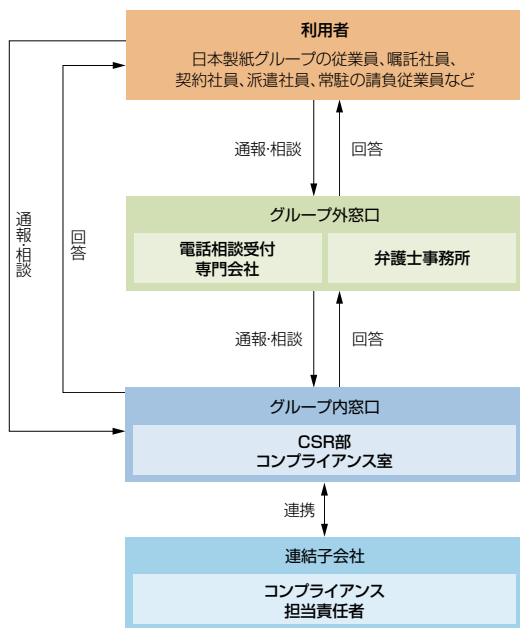 利用者
日本製紙グループの従業員、嘱託社員、
契約社員、派遣社員、常駐の請負従業員など
通報・相談
回答
グループ外窓口
電話相談受付
専門会社
弁護士事務所
通報・相談
回答
通報・相談
回答
グループ内窓口
CSR部
コンプライアンス室
連携
連結子会社
コンプライアンス
担当責任者